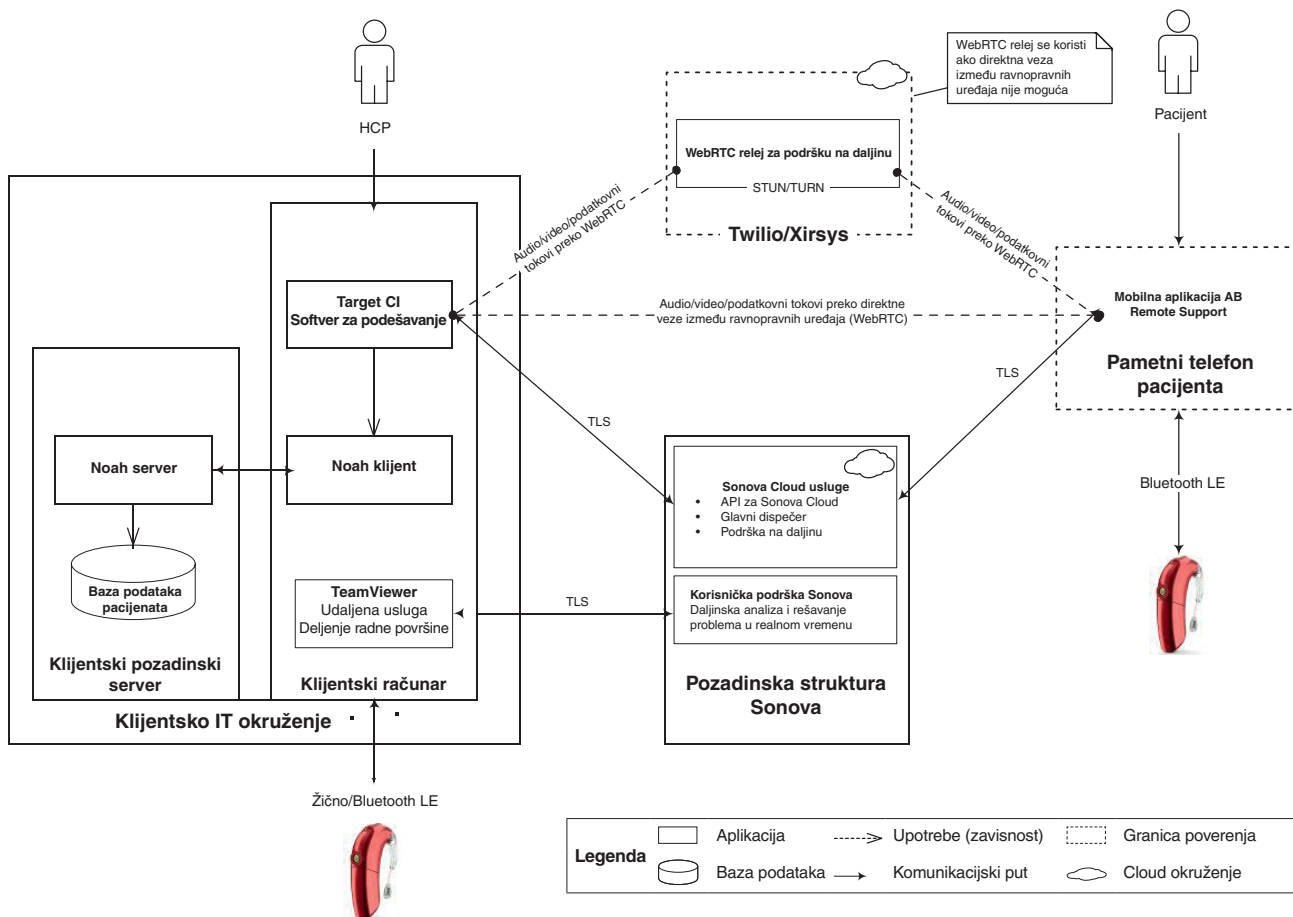 HCP
WebRTC relej se koristi
ako direktna veza
između ravnopravnih
uređaja nije moguća
Pacijent
WebRTC relej za podršku na daljinu
STUN/TURN
Twilio/Xirsys
Audio/video/podatkovni
tokovi preko WebRTC
Audio/video/podatkovni
tokovi preko WebRTC
Target CI
Softver za podešavanje
Audio/video/podatkovni tokovi preko direktne
veze između ravnopravnih uređaja (WebRTC)
Mobilna aplikacija AB
Remote Support
Pametni telefon
pacijenta
TLS
TLS
Noah server
Noah klijent
Baza podataka
pacijenata
Sonova Cloud usluge
• API za Sonova Cloud
• Glavni dispečer
• Podrška na daljinu
Bluetooth LE
TeamViewer
Udaljena usluga
Deljenje radne površine
TLS
Korisnička podrška Sonova
Daljinska analiza i rešavanje
problema u realnom vremenu
Klijentski pozadinski
server
Klijentski računar
Pozadinska struktura
Sonova
Klijentsko IT okruženje
Žično/Bluetooth LE
Legenda
Aplikacija
Upotrebe (zavisnost)
Granica poverenja
Baza podataka
Komunikacijski put
Cloud okruženje